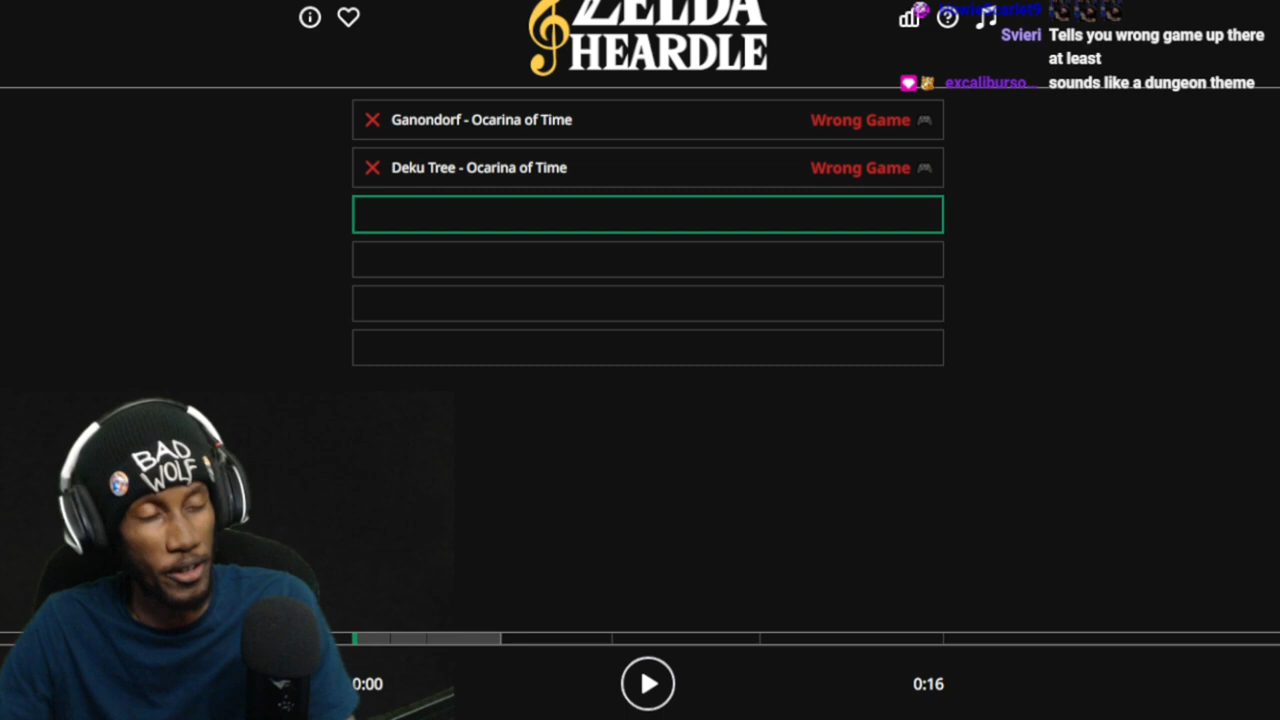 ZELDA
HEARDLE
Svieri Tells you wrong game up there
at least
excaliburso... sounds like a dungeon theme
Ganondorf - Ocarina of Time Wrong Game
Deku Tree - Ocarina of Time Wrong Game
BAD
WOLF
0:00
0:16